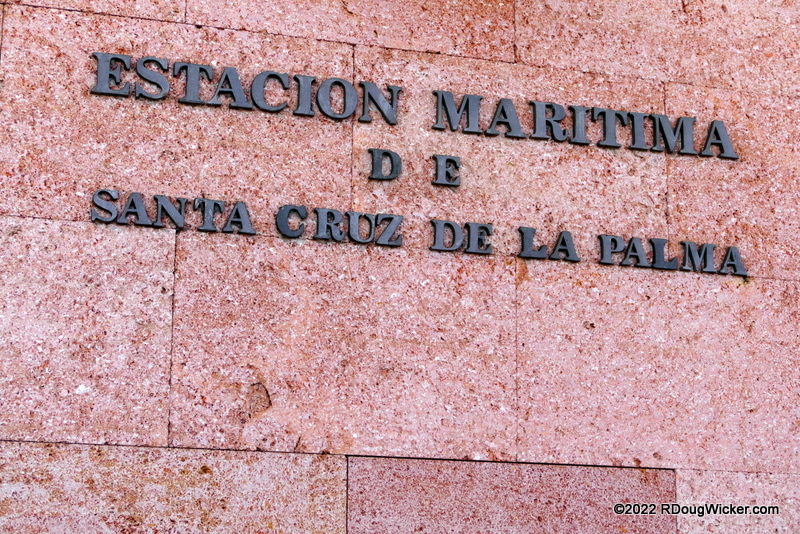 ESTACION MARITIMA
DE
SANTA CRUZ DE LA PALMA
©2022 RDougWicker.com